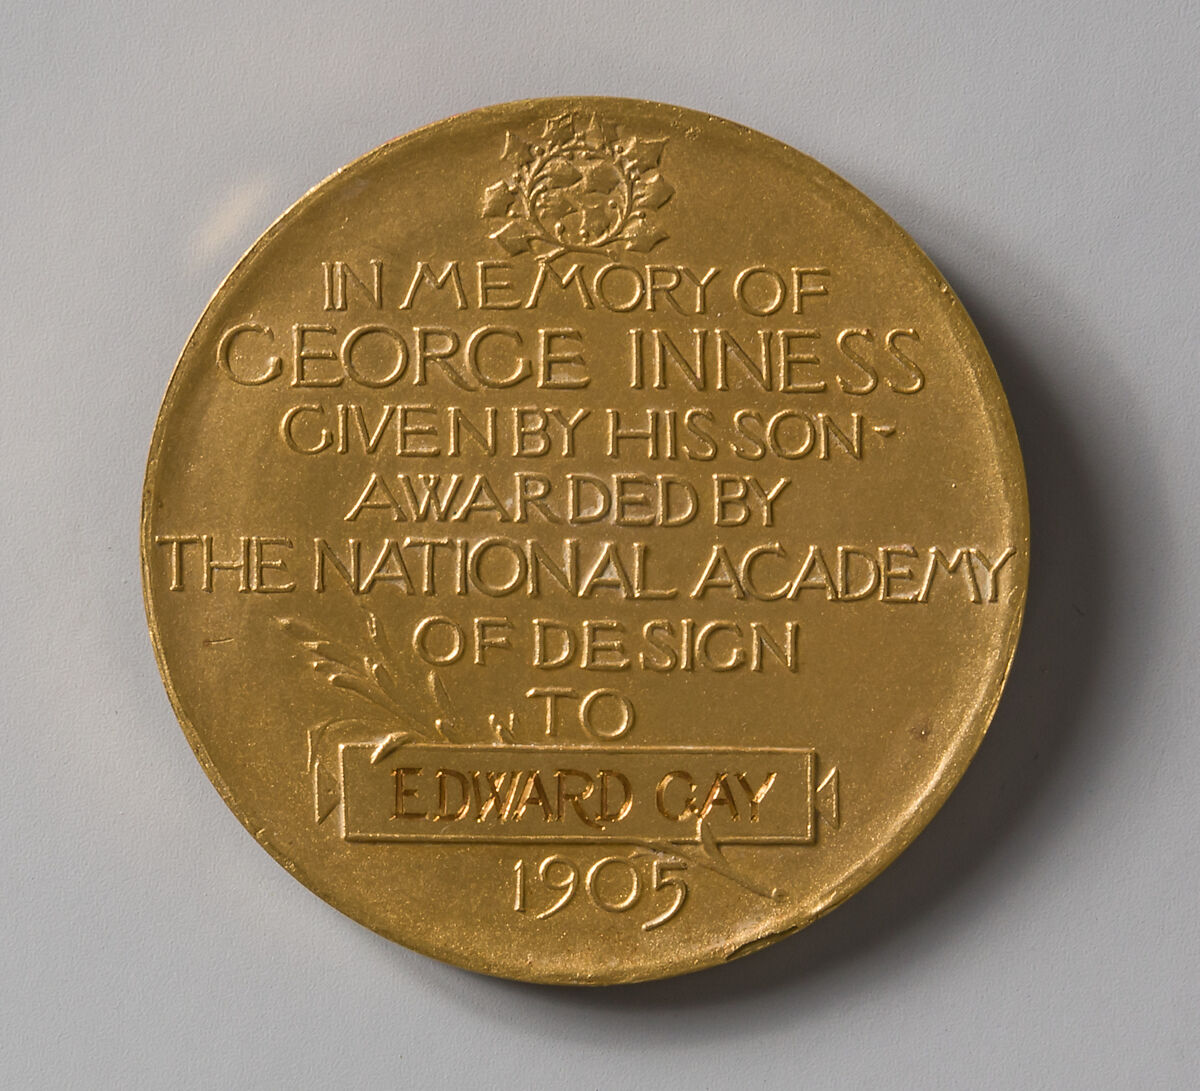 IN MEMORY OF
GEORGE INNESS
GIVEN BY HIS SON-
AWARDED BY
THE NATIONAL ACADEMY
OF DESIGN
TO
EDWARD GAY
1905